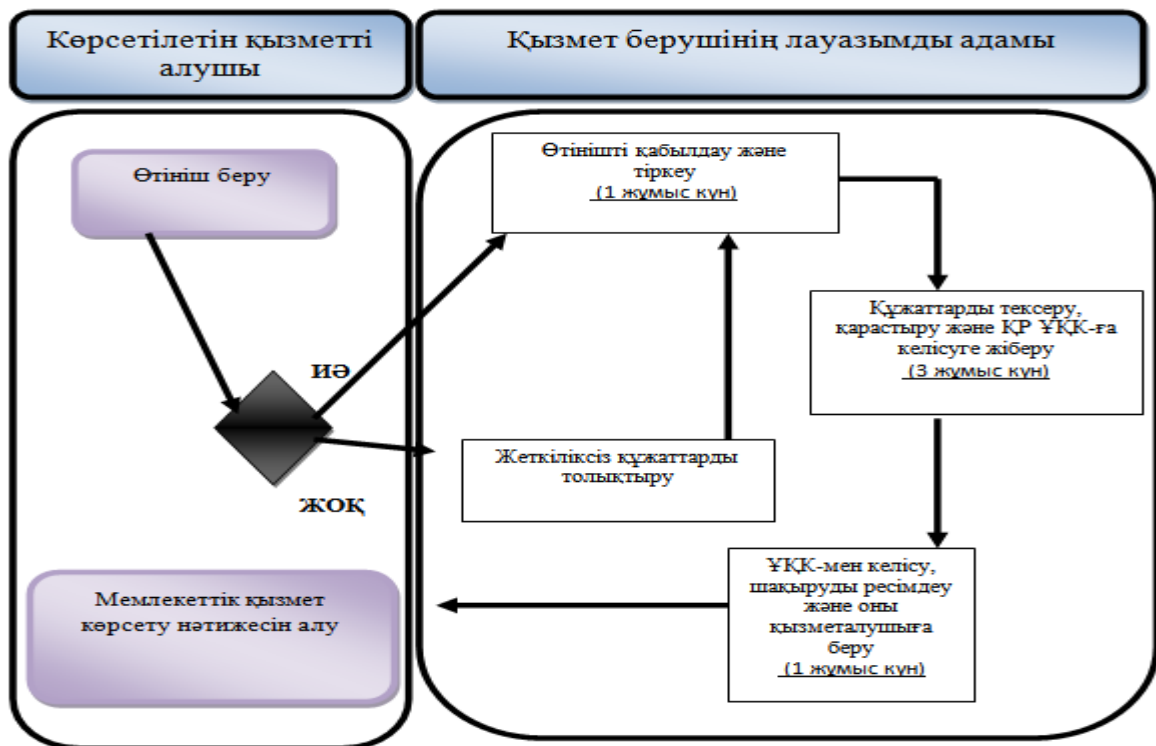 Көрсетілетін қызметті
алушы
Қызмет берушінің лауазымды адамы
Өтініш беру
Өтінішті қабылдау және
тіркеу
(1 жұмыс күн)
Құжаттарды тексеру,
қарастыру және ҚР ҰҚК-ға
келісуге жіберу
(3 жұмыс күн)
ИӘ
Жеткіліксіз құжаттарды
толықтыру
ЖОҚ
ҰҚК-мен келісу,
шақыруды ресімдеу
және оны
қызметалушыға
беру
(1 жұмыс күн)
Мемлекеттік қызмет
көрсету нәтижесін алу